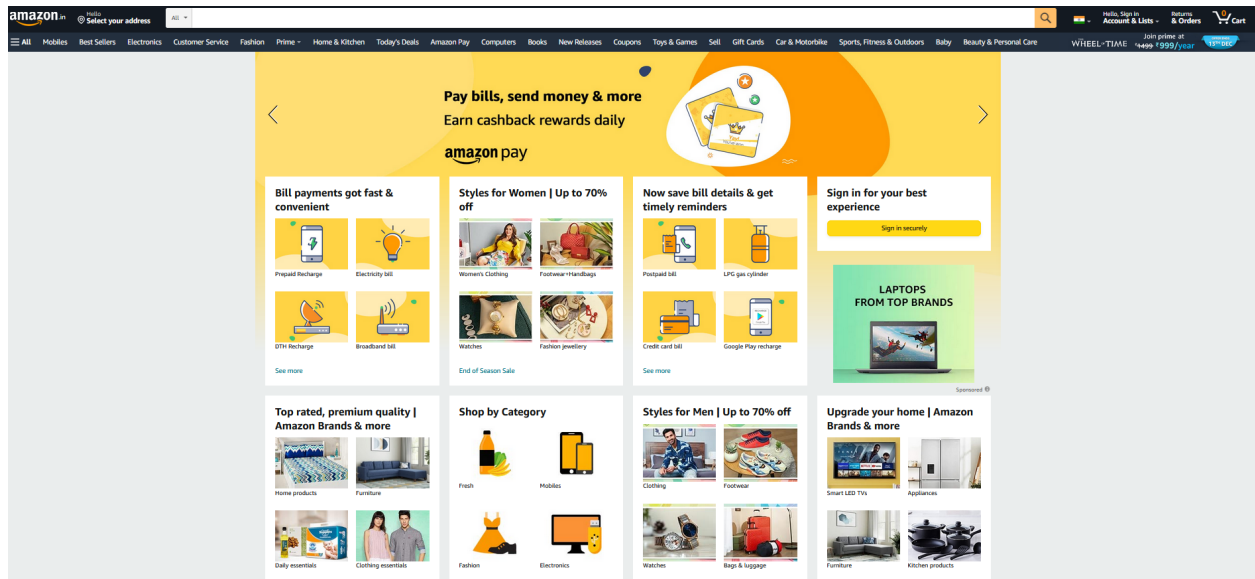 amazon.in
Hello
Select your address
All
Hello, Sign in
Account & Lists
Returns
& Orders
0
Cart
All
Mobiles
Best Sellers
Electronics
Customer Service
Fashion
Prime
Home & Kitchen
Today's Deals
Amazon Pay
Computers
Books
New Releases
Coupons
Toys & Games
Sell
Gift Cards
Car & Motorbike
Sports, Fitness & Outdoors
Baby
Beauty & Personal Care
WHEEL OF TIME
Join prime at
₹1499 ₹999/year
13TH DEC
Pay bills, send money & more
Earn cashback rewards daily
amazon pay
Bill payments got fast &
convenient
Prepaid Recharge
Electricity bill
DTH Recharge
Broadband bill
See more
Styles for Women | Up to 70%
off
Women's Clothing
Footwear+Handbags
Watches
Fashion jewellery
End of Season Sale
Now save bill details & get
timely reminders
Postpaid bill
LPG gas cylinder
Credit card bill
Google Play recharge
See more
Sign in for your best
experience
Sign in securely
LAPTOPS
FROM TOP BRANDS
Sponsored
Top rated, premium quality |
Amazon Brands & more
Home products
Furniture
Daily essentials
Clothing essentials
Shop by Category
Fresh
Mobiles
Fashion
Electronics
Styles for Men | Up to 70% off
Clothing
Footwear
Watches
Bags & luggage
Upgrade your home | Amazon
Brands & more
Smart LED TVs
Appliances
Furniture
Kitchen products